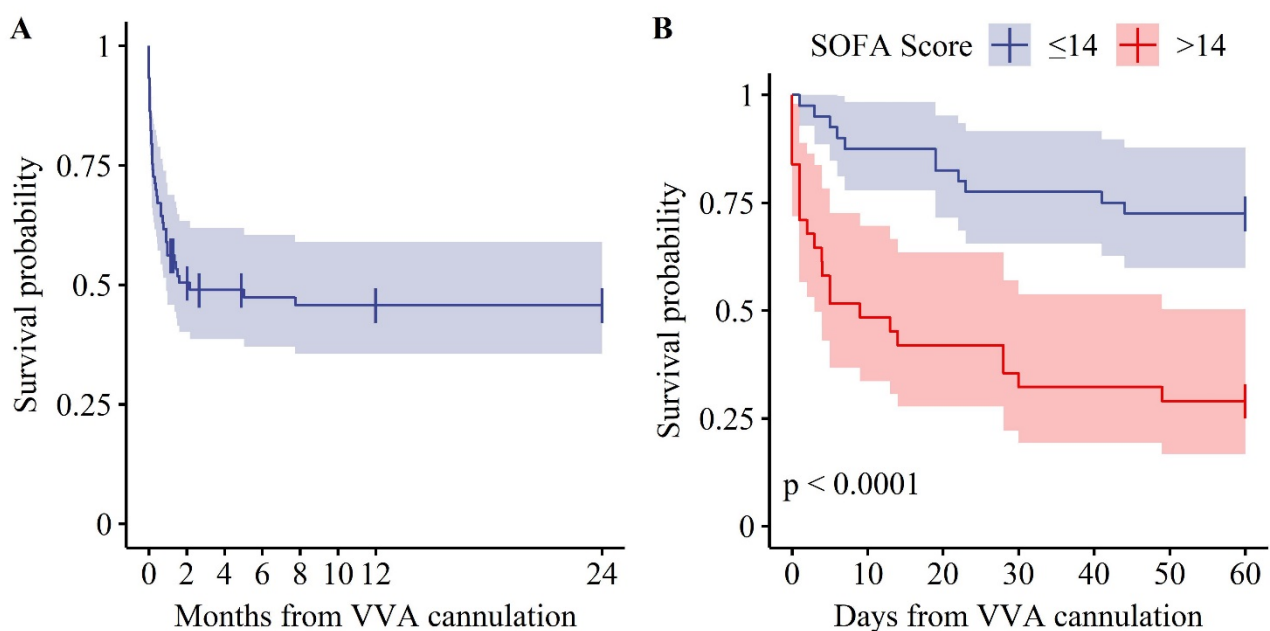 A
Survival probability
1
0.75
0.5
0.25
0
0 2 4 6 8 10 12 24
Months from VVA cannulation
B
SOFA Score ≤14 >14
Survival probability
1
0.75
0.5
0.25
0
p < 0.0001
0 10 20 30 40 50 60
Days from VVA cannulation